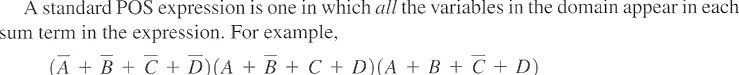 A standard POS expression is one in which all the variables in the domain appear in each
sum term in the expression. For example,
(A̅ + B̅ + C̅ + D̅)(A + B̅ + C + D)(A + B + C̅ + D)